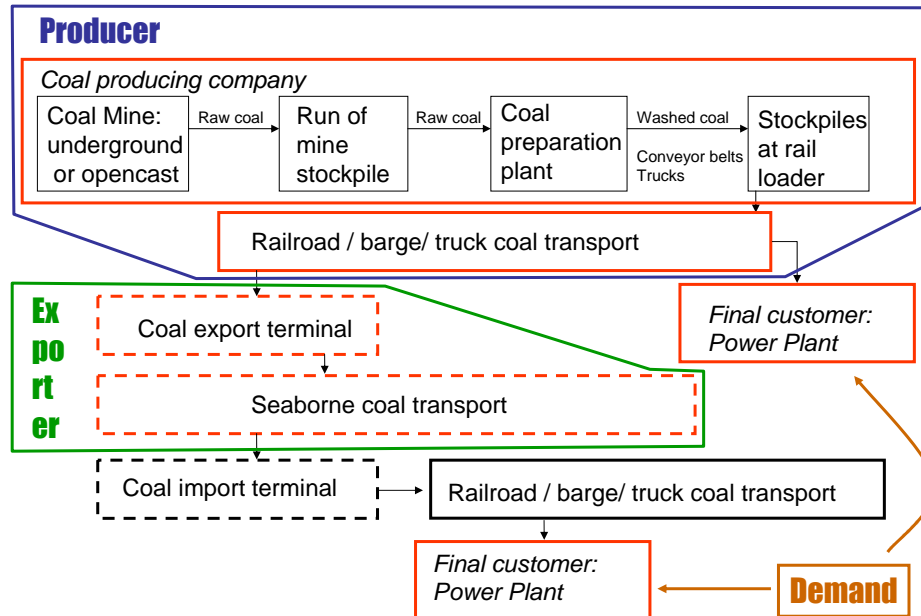 Producer
Coal producing company
Coal Mine:
underground
or opencast
Raw coal
Run of
mine
stockpile
Raw coal
Coal
preparation
plant
Washed coal
Conveyor belts
Trucks
Stockpiles
at rail
loader
Railroad / barge/ truck coal transport
Ex
po
rt
er
Coal export terminal
Final customer:
Power Plant
Seaborne coal transport
Coal import terminal
Railroad / barge/ truck coal transport
Final customer:
Power Plant
Demand